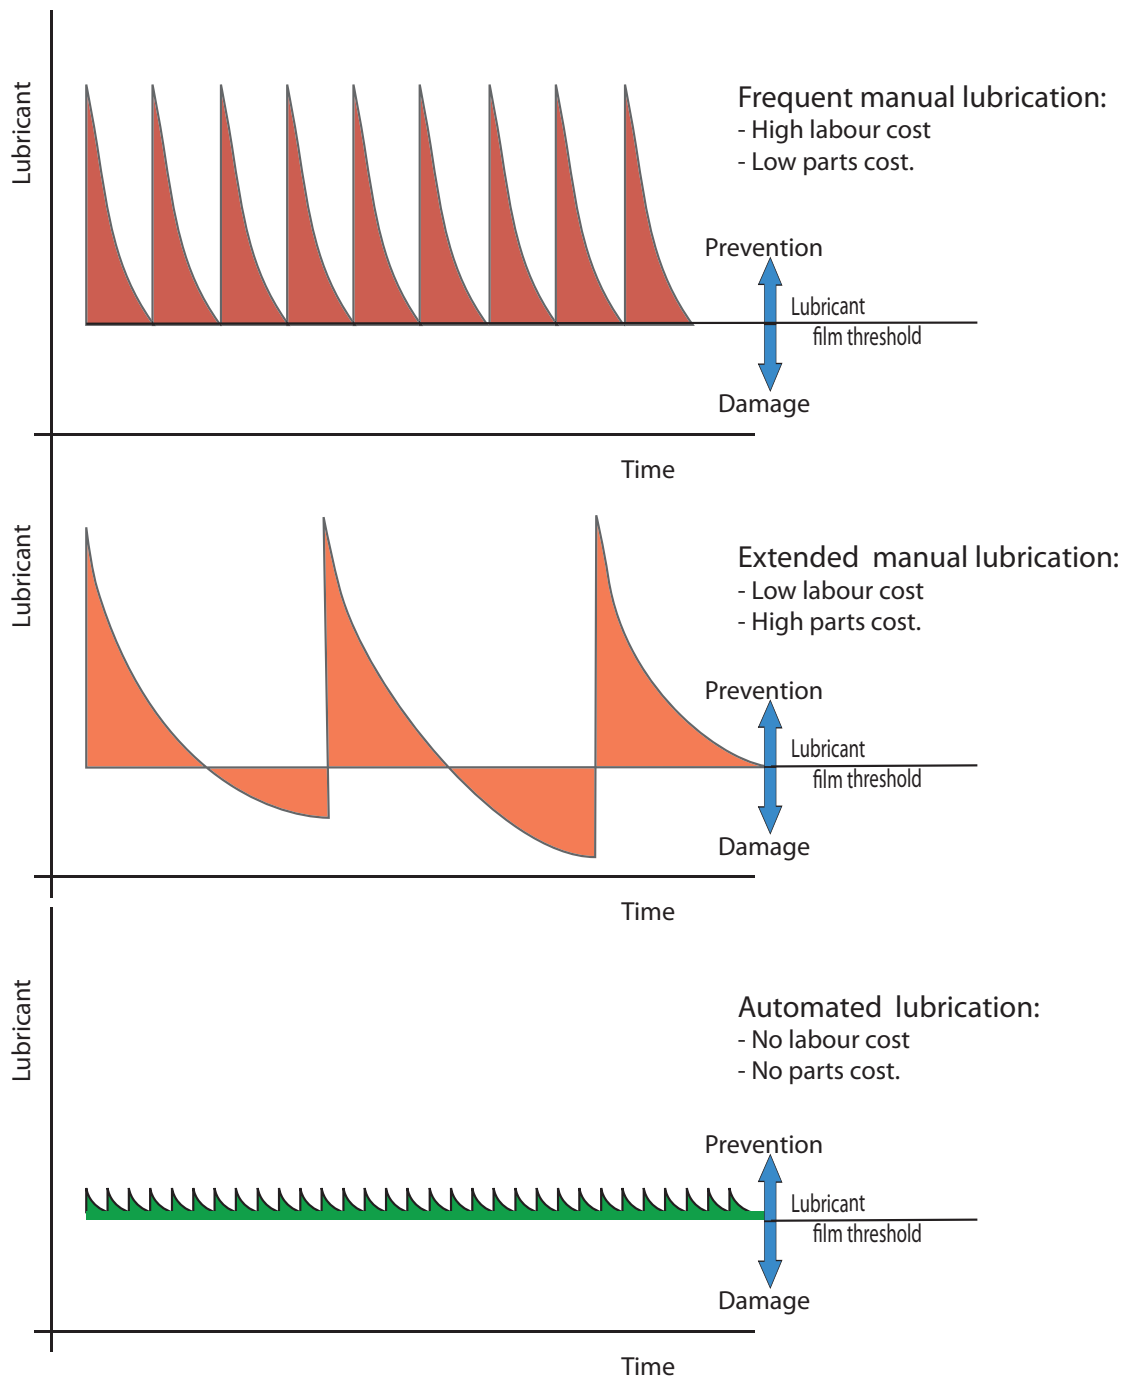 Lubricant
Frequent manual lubrication:
- High labour cost
- Low parts cost.
Prevention
Lubricant
film threshold
Damage
Time
Lubricant
Extended manual lubrication:
- Low labour cost
- High parts cost.
Prevention
Lubricant
film threshold
Damage
Time
Lubricant
Automated lubrication:
- No labour cost
- No parts cost.
Prevention
Lubricant
film threshold
Damage
Time